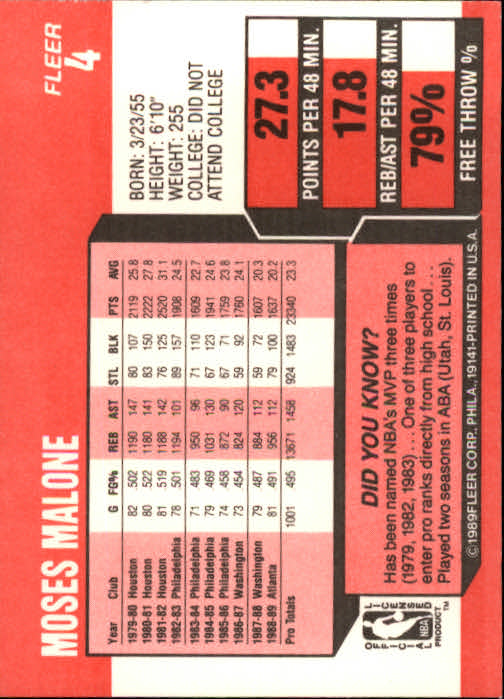 MOSES MALONE
FLEER
4
BORN: 3/23/55
HEIGHT: 6'10"
WEIGHT: 255
COLLEGE: DID NOT
ATTEND COLLEGE
Year Club G FG% REB AST STL BLK PTS AVG
1979-80 Houston 82 502 1190 147 80 107 2119 25.8
1980-81 Houston 80 522 1180 141 83 150 2222 27.8
1981-82 Houston 81 519 1188 142 76 125 2520 31.1
1982-83 Philadelphia 78 501 1194 101 89 157 1908 24.5
1983-84 Philadelphia 71 483 950 96 71 110 1609 22.7
1984-85 Philadelphia 79 469 1031 130 67 123 1941 24.6
1985-86 Philadelphia 74 458 872 90 67 71 1759 23.8
1986-87 Washington 73 454 824 120 59 92 1760 24.1
1987-88 Washington 79 487 884 112 59 72 1607 20.3
1988-89 Atlanta 81 491 956 112 79 100 1637 20.2
Pro Totals 1001 495 13671 1458 924 1483 23340 23.3
27.3
POINTS PER 48 MIN.
17.8
REB/AST PER 48 MIN.
79%
FREE THROW %
DID YOU KNOW?
Has been named NBA's MVP three times
(1979, 1982, 1983) . . . One of three players to
enter pro ranks directly from high school . . .
Played two seasons in ABA (Utah, St. Louis).
OFFICIAL LICENSED
NBA
PRODUCT™
©1989 FLEER CORP., PHILA., 19141-PRINTED IN U.S.A.